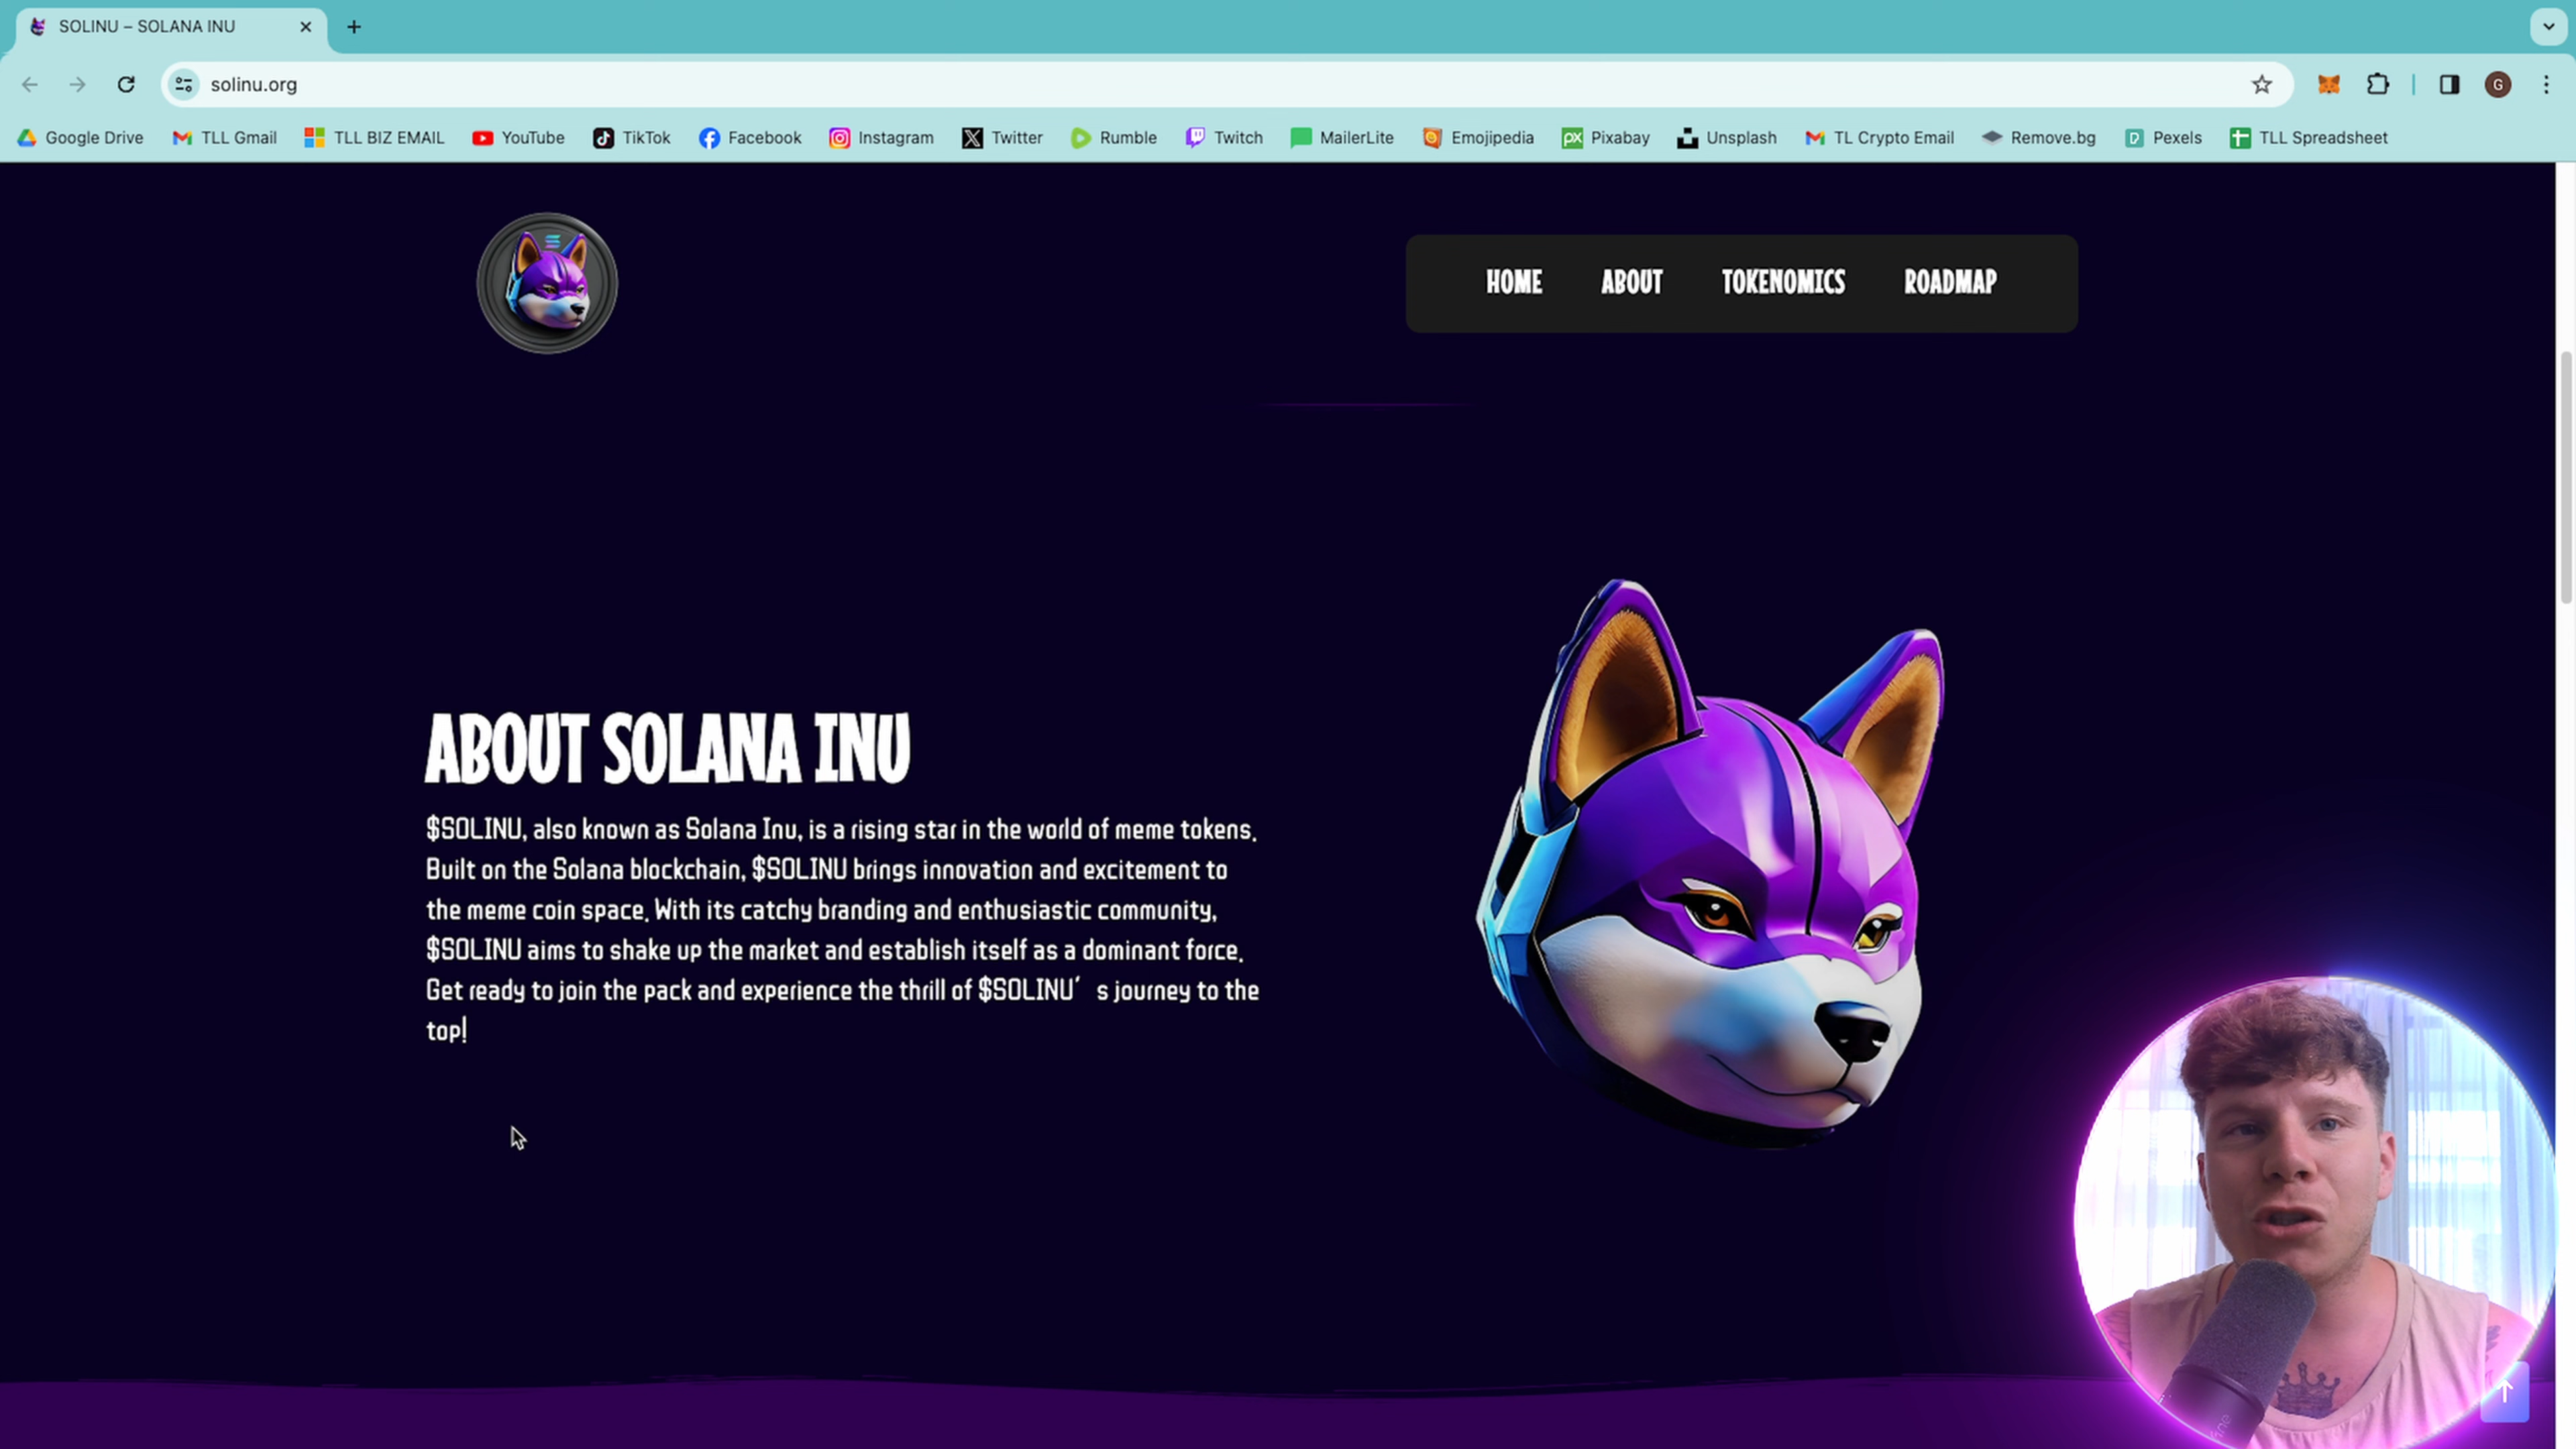 SOLINU – SOLANA INU
solinu.org
G
Google Drive TLL Gmail TLL BIZ EMAIL YouTube TikTok Facebook Instagram Twitter Rumble Twitch MailerLite Emojipedia Pixabay Unsplash TL Crypto Email Remove.bg Pexels TLL Spreadsheet
HOME ABOUT TOKENOMICS ROADMAP
ABOUT SOLANA INU
$SOLINU, also known as Solana Inu, is a rising star in the world of meme tokens.
Built on the Solana blockchain, $SOLINU brings innovation and excitement to
the meme coin space. With its catchy branding and enthusiastic community,
$SOLINU aims to shake up the market and establish itself as a dominant force.
Get ready to join the pack and experience the thrill of $SOLINU’s journey to the
top!